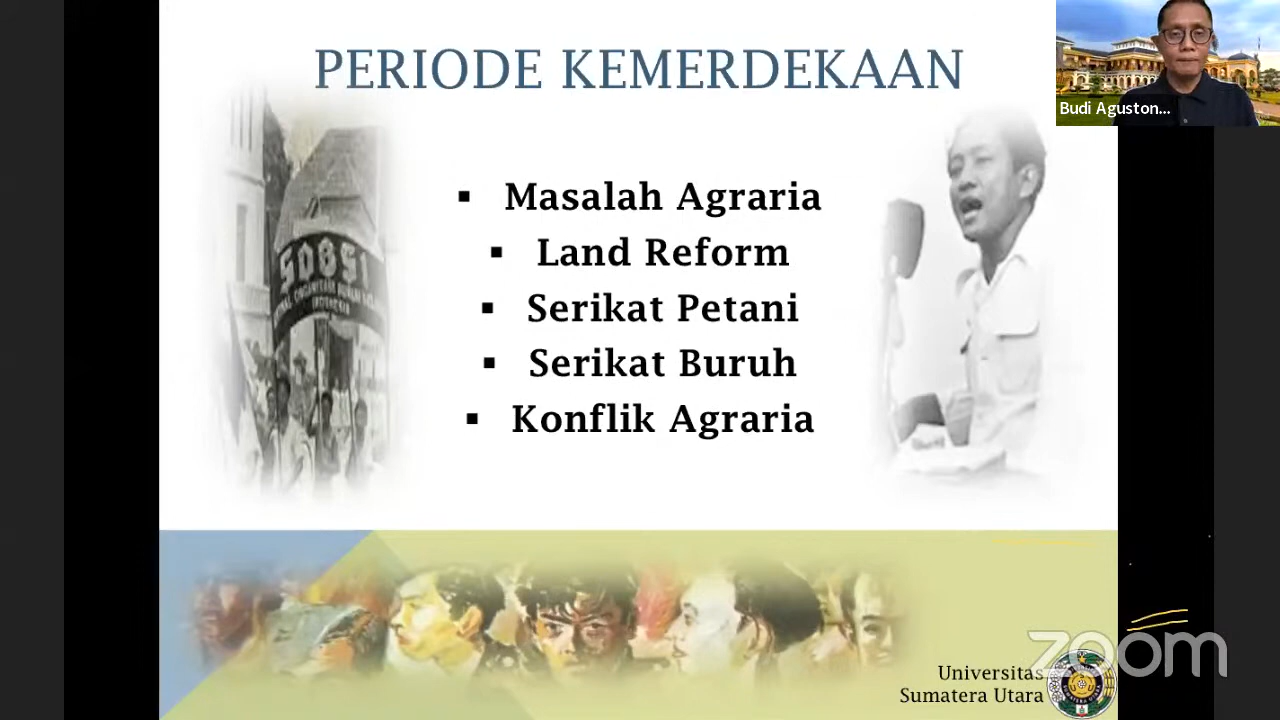 PERIODE KEMERDEKAAN
Budi Aguston...
▪ Masalah Agraria
▪ Land Reform
▪ Serikat Petani
▪ Serikat Buruh
▪ Konflik Agraria
SOBSI
zoom
Universitas
Sumatera Utara